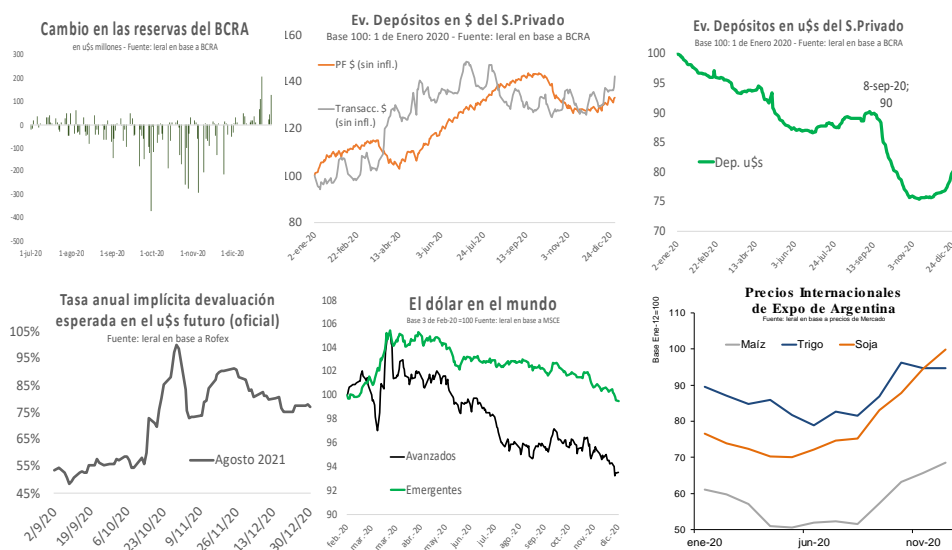 Cambio en las reservas del BCRA
en u$s millones - Fuente: Ieral en base a BCRA
300
200
100
0
-100
-200
-300
-400
-500
1-jul-20
1-ago-20
1-sep-20
1-oct-20
1-nov-20
1-dic-20
Ev. Depósitos en $ del S.Privado
Base 100: 1 de Enero 2020 - Fuente: Ieral en base a BCRA
160
140
120
100
80
PF $ (sin infl.)
Transacc. $
(sin infl.)
2-ene-20
22-feb-20
13-abr-20
3-jun-20
24-jul-20
13-sep-20
3-nov-20
24-dic-20
Ev. Depósitos en u$s del S.Privado
Base 100: 1 de Enero 2020 - Fuente: Ieral en base a BCRA
100
95
90
85
80
75
70
8-sep-20;
90
Dep. u$s
2-ene-20
22-feb-20
13-abr-20
3-jun-20
24-jul-20
13-sep-20
3-nov-20
24-dic-20
Tasa anual implícita devaluación
esperada en el u$s futuro (oficial)
Fuente: Ieral en base a Rofex
105%
95%
85%
75%
65%
55%
45%
Agosto 2021
2/9/20
19/9/20
6/10/20
23/10/20
9/11/20
26/11/20
13/12/20
30/12/20
El dólar en el mundo
Base 3 de Feb-20 =100 Fuente: Ieral en base a MSCE
108
106
104
102
100
98
96
94
92
90
Avanzados
Emergentes
feb.-20
mar.-20
mar.-20
abr.-20
may.-20
jun.-20
jul.-20
ago.-20
sep.-20
oct.-20
nov.-20
dic.-20
Precios Internacionales
de Expo de Argentina
Fuente: Ieral en base a precios de Mercado
Base Ene-12=100
110
100
90
80
70
60
50
Maíz
Trigo
Soja
ene-20
jun-20
nov-20